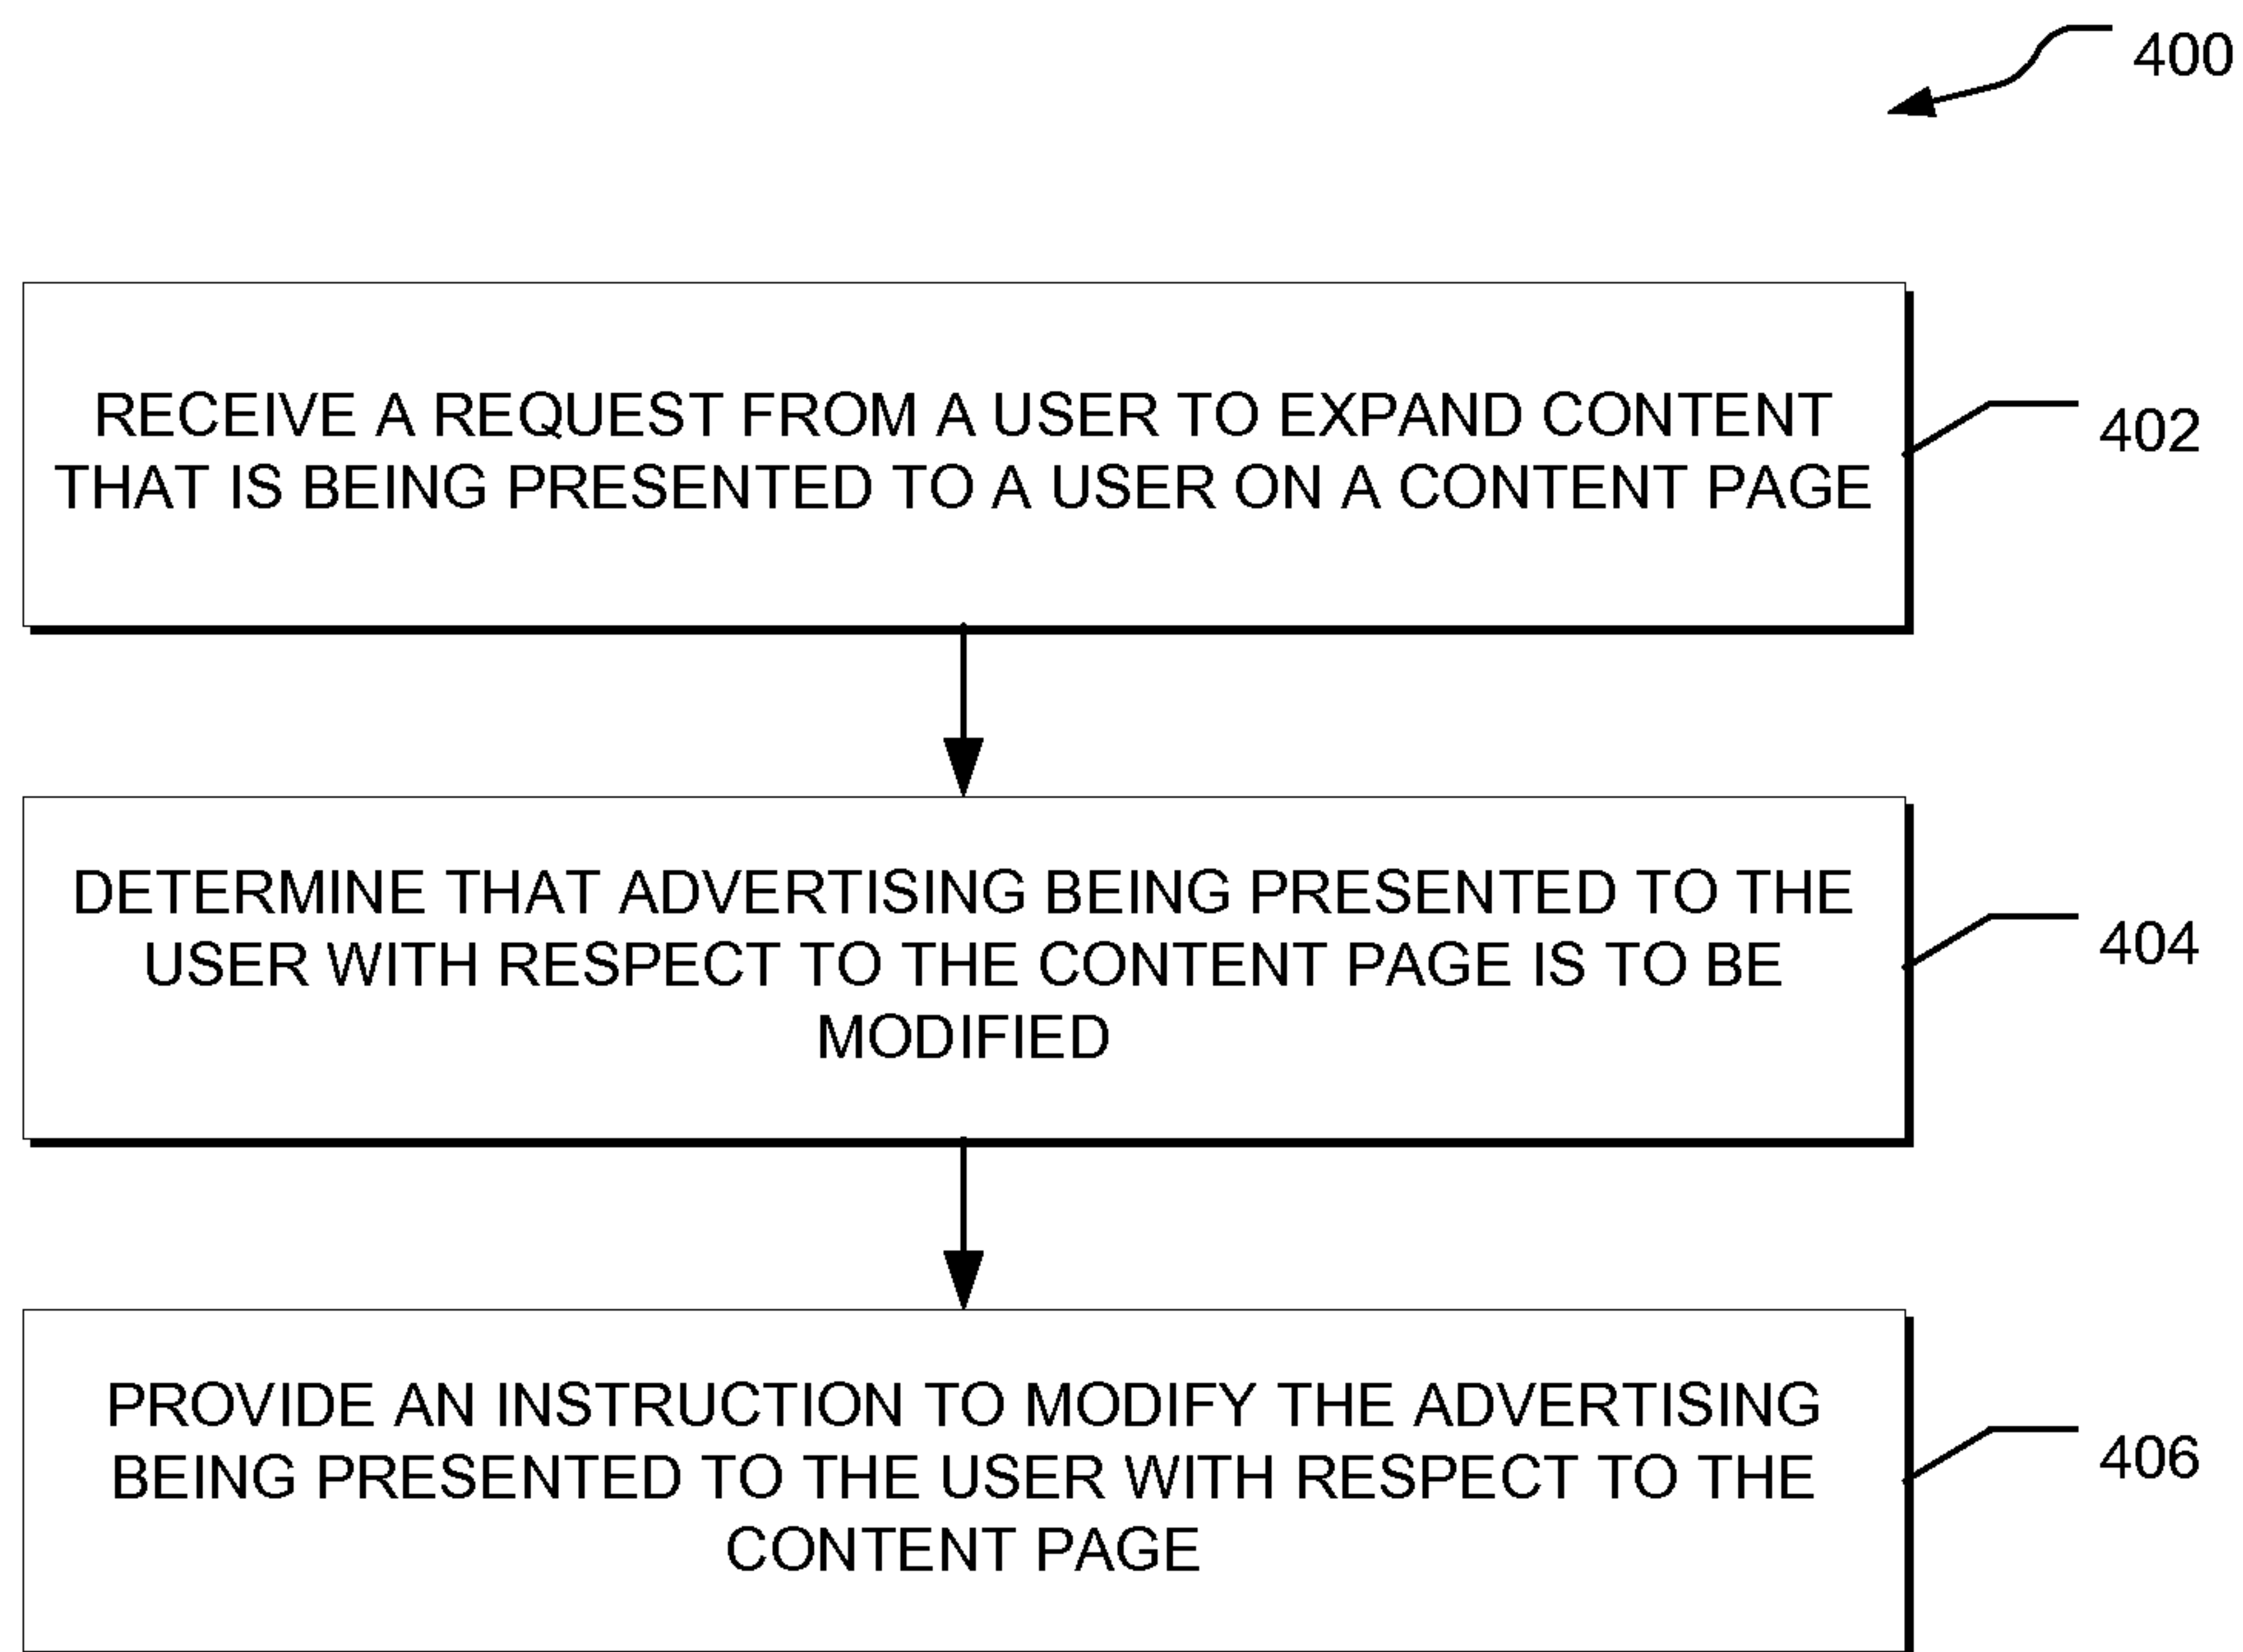 400
RECEIVE A REQUEST FROM A USER TO EXPAND CONTENT
THAT IS BEING PRESENTED TO A USER ON A CONTENT PAGE
402
DETERMINE THAT ADVERTISING BEING PRESENTED TO THE
USER WITH RESPECT TO THE CONTENT PAGE IS TO BE
MODIFIED
404
PROVIDE AN INSTRUCTION TO MODIFY THE ADVERTISING
BEING PRESENTED TO THE USER WITH RESPECT TO THE
CONTENT PAGE
406